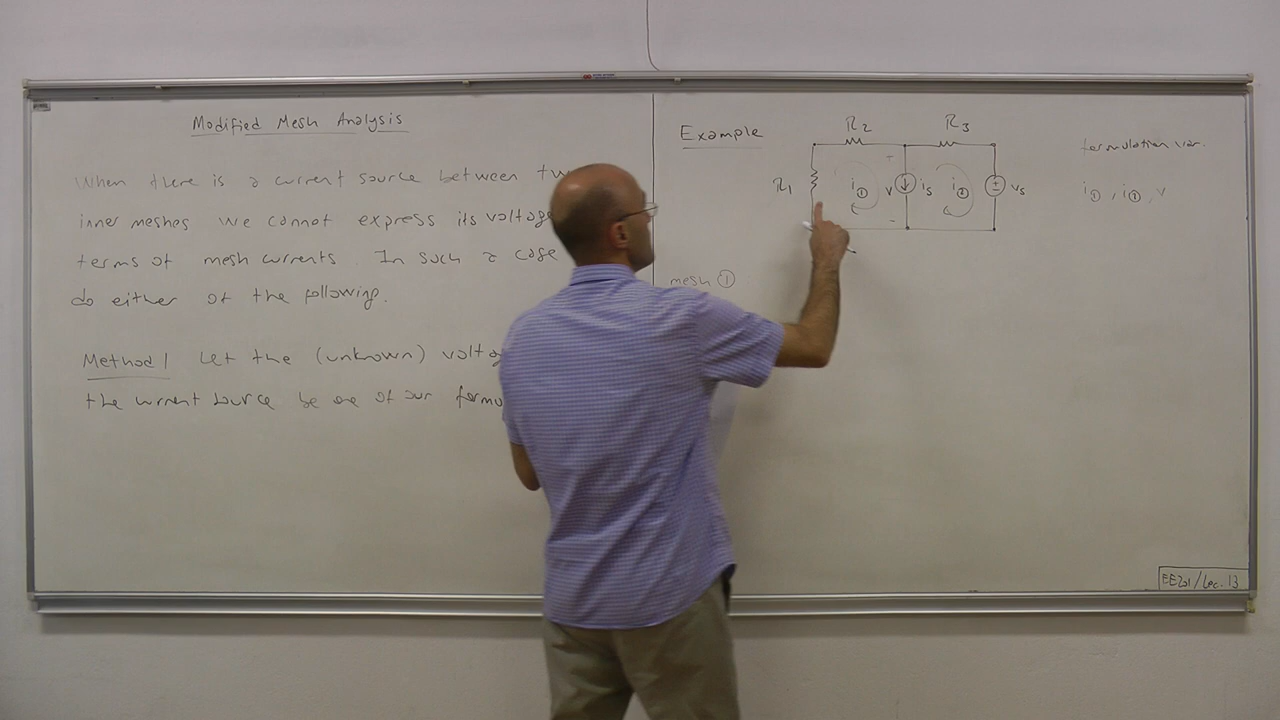 Modified Mesh Analysis
When there is a current source between tw
inner meshes we cannot express its voltage
terms of mesh currents. In such a case
do either of the following.
Method 1 Let the (unknown) volta
the current source be one of our formu
Example
R2
R3
formulation var.
R1
i① + v i_s i② v_s
i①, i②, v
-
mesh ①
EE201/Lec. 13